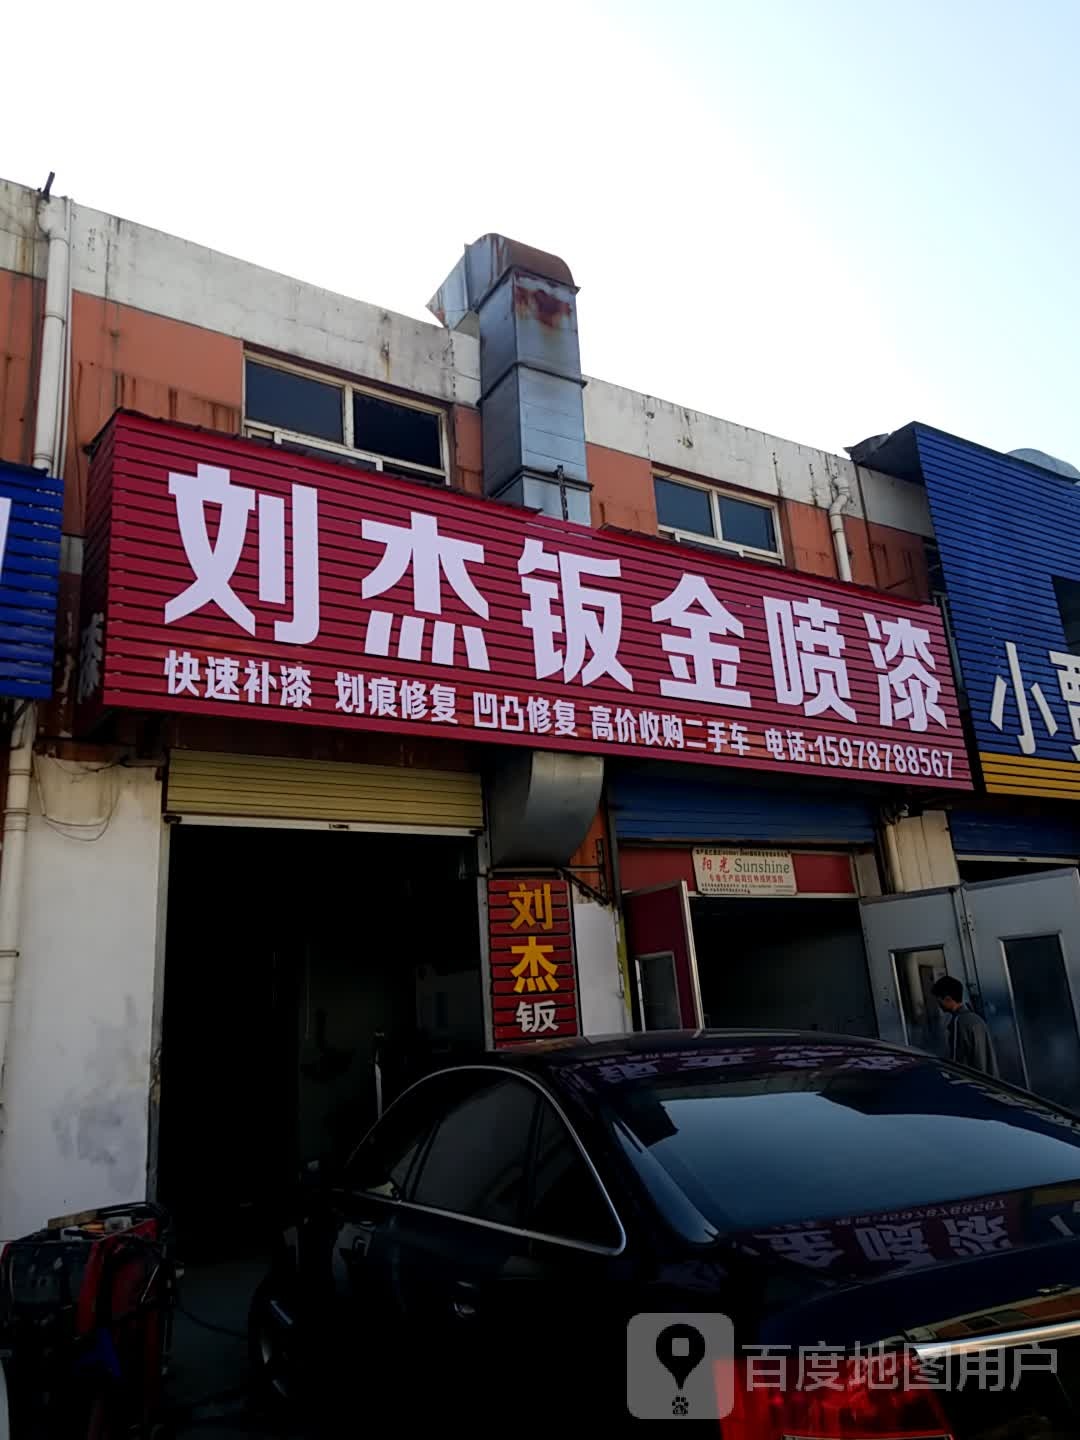 刘杰钣金喷漆
快速补漆 划痕修复 凹凸修复 高价收购二手车 电话:15978788567
小
阳光 Sunshine
刘
杰
钣
百度地图用户